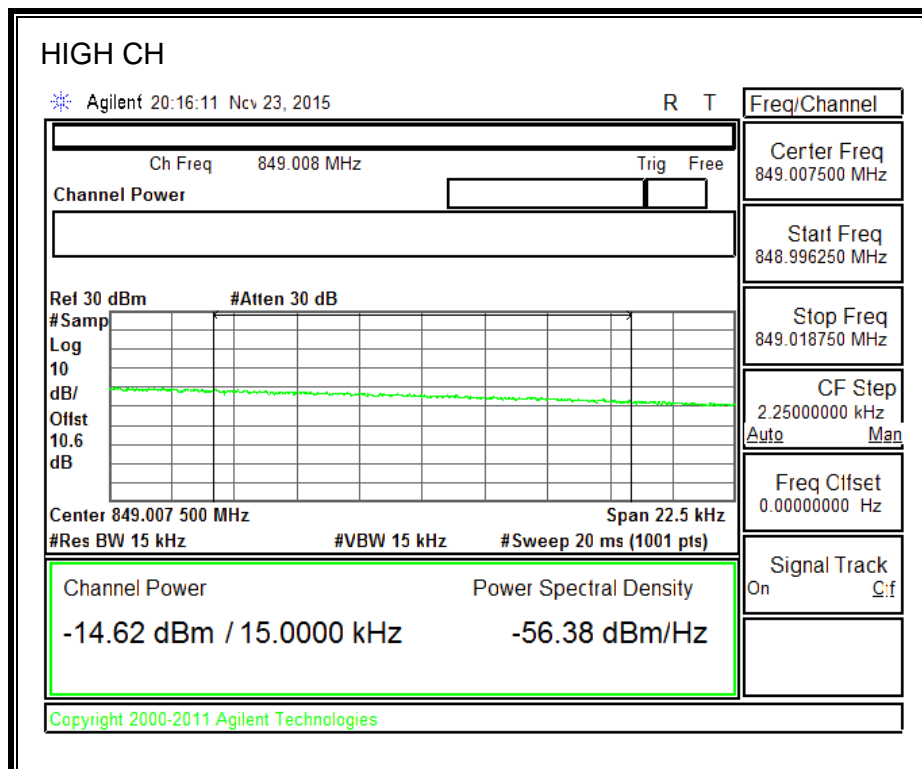 HIGH CH
Agilent 20:16:11 Nov 23, 2015 R T
Freq/Channel
Ch Freq 849.008 MHz Trig Free
Channel Power
Center Freq
849.007500 MHz
Start Freq
848.996250 MHz
Stop Freq
849.018750 MHz
CF Step
2.25000000 kHz
Auto Man
Freq Offset
0.00000000 Hz
Signal Track
On Off
Ref 30 dBm #Atten 30 dB
#Samp
Log
10
dB/
Offst
10.6
dB
Center 849.007 500 MHz Span 22.5 kHz
#Res BW 15 kHz #VBW 15 kHz #Sweep 20 ms (1001 pts)
Channel Power Power Spectral Density
-14.62 dBm / 15.0000 kHz -56.38 dBm/Hz
Copyright 2000-2011 Agilent Technologies